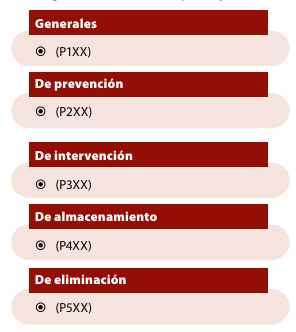 Generales
(P1XX)
De prevención
(P2XX)
De intervención
(P3XX)
De almacenamiento
(P4XX)
De eliminación
(P5XX)